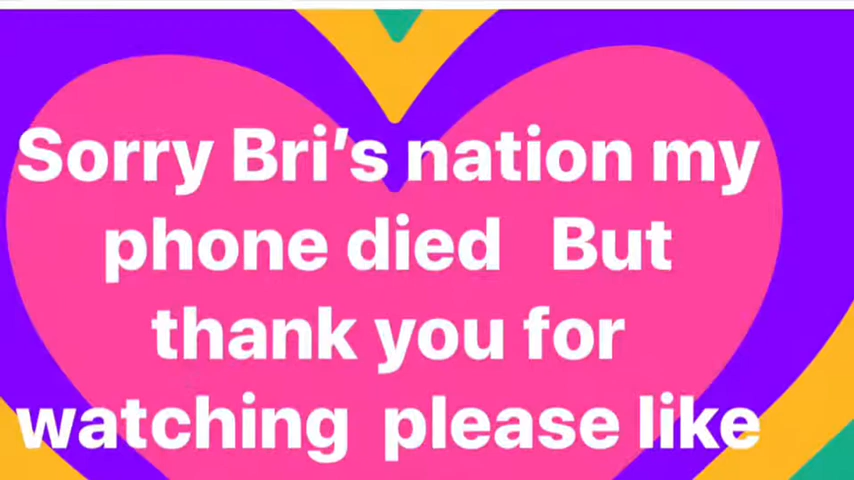 Sorry Bri’s nation my
phone died   But
thank you for
watching  please like